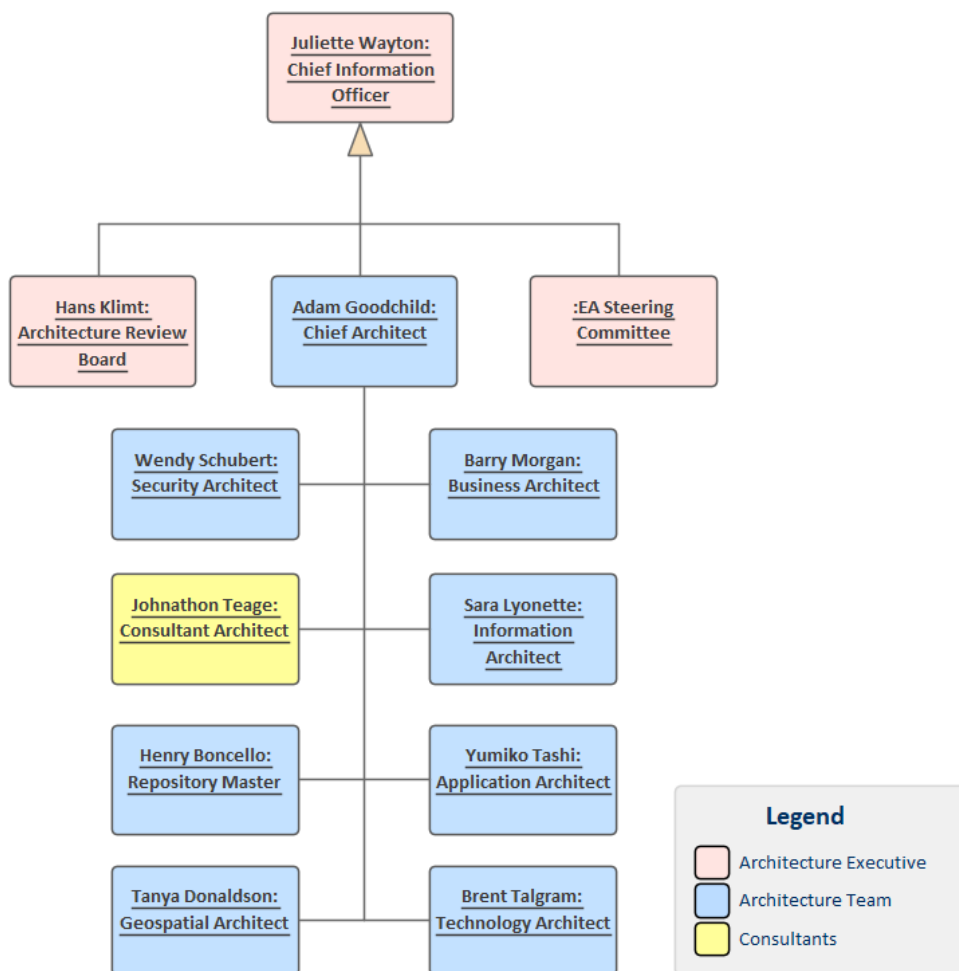 Juliette Wayton:
Chief Information
Officer
Hans Klimt:
Architecture Review
Board
Adam Goodchild:
Chief Architect
:EA Steering
Committee
Wendy Schubert:
Security Architect
Barry Morgan:
Business Architect
Johnathon Teage:
Consultant Architect
Sara Lyonette:
Information
Architect
Henry Boncello:
Repository Master
Yumiko Tashi:
Application Architect
Tanya Donaldson:
Geospatial Architect
Brent Talgram:
Technology Architect
Legend
Architecture Executive
Architecture Team
Consultants